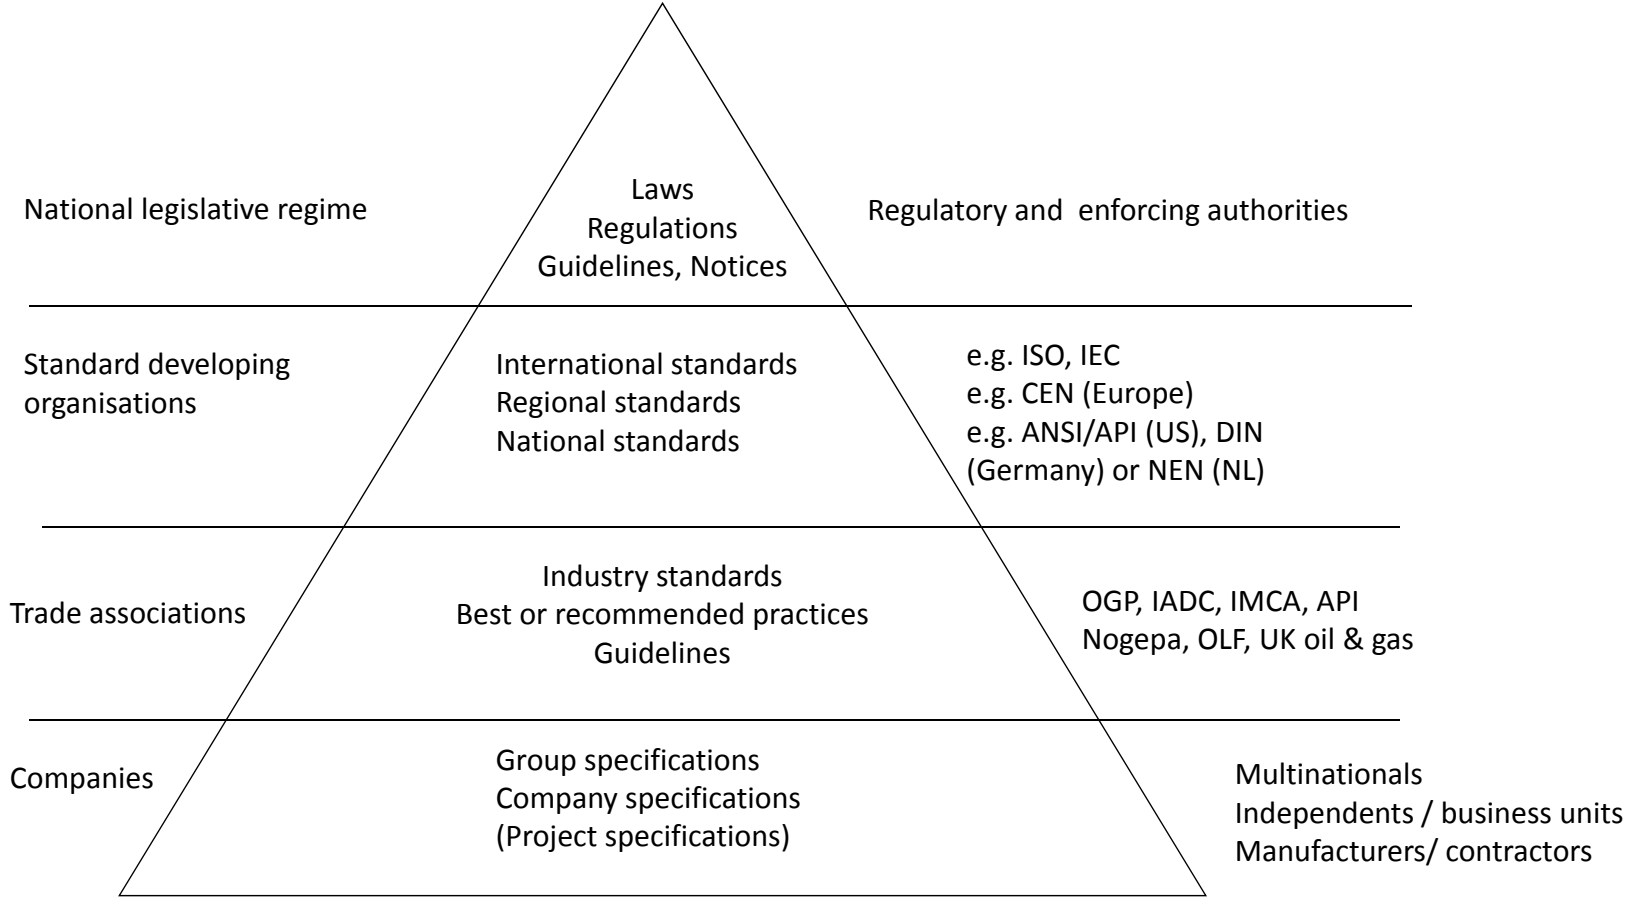 National legislative regime
Laws
Regulations
Guidelines, Notices
Regulatory and  enforcing authorities
Standard developing
organisations
International standards
Regional standards
National standards
e.g. ISO, IEC
e.g. CEN (Europe)
e.g. ANSI/API (US), DIN
(Germany) or NEN (NL)
Trade associations
Industry standards
Best or recommended practices
Guidelines
OGP, IADC, IMCA, API
Nogepa, OLF, UK oil & gas
Companies
Group specifications
Company specifications
(Project specifications)
Multinationals
Independents / business units
Manufacturers/ contractors